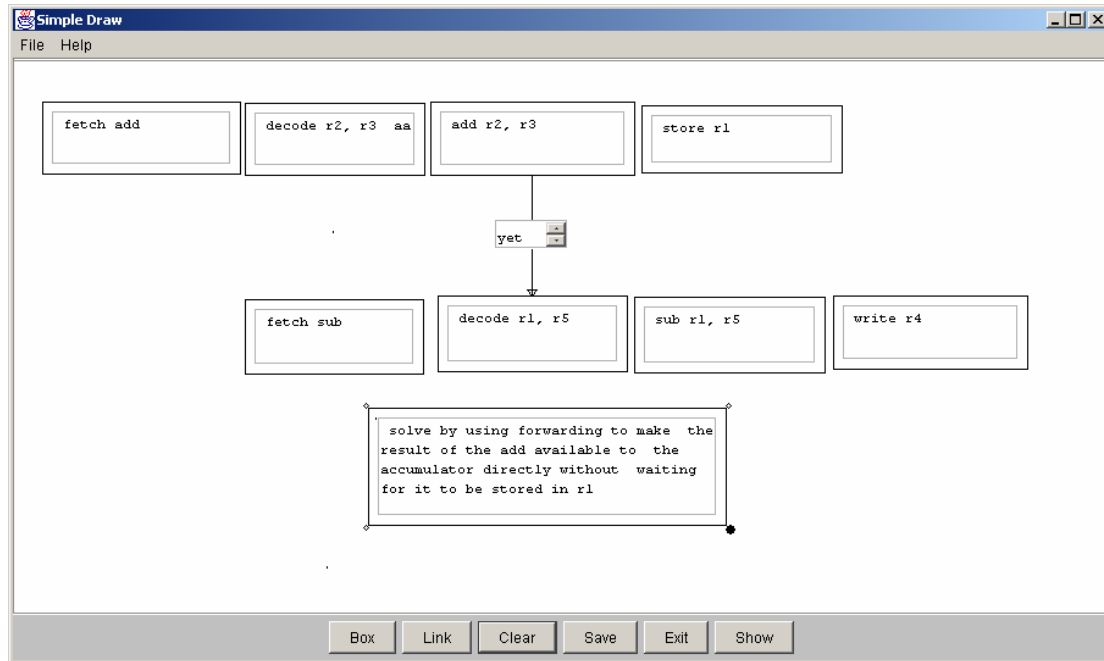 Simple Draw
File Help
fetch add
decode r2, r3 aa
add r2, r3
store r1
yet
fetch sub
decode r1, r5
sub r1, r5
write r4
solve by using forwarding to make the
result of the add available to the
accumulator directly without waiting
for it to be stored in r1
Box Link Clear Save Exit Show